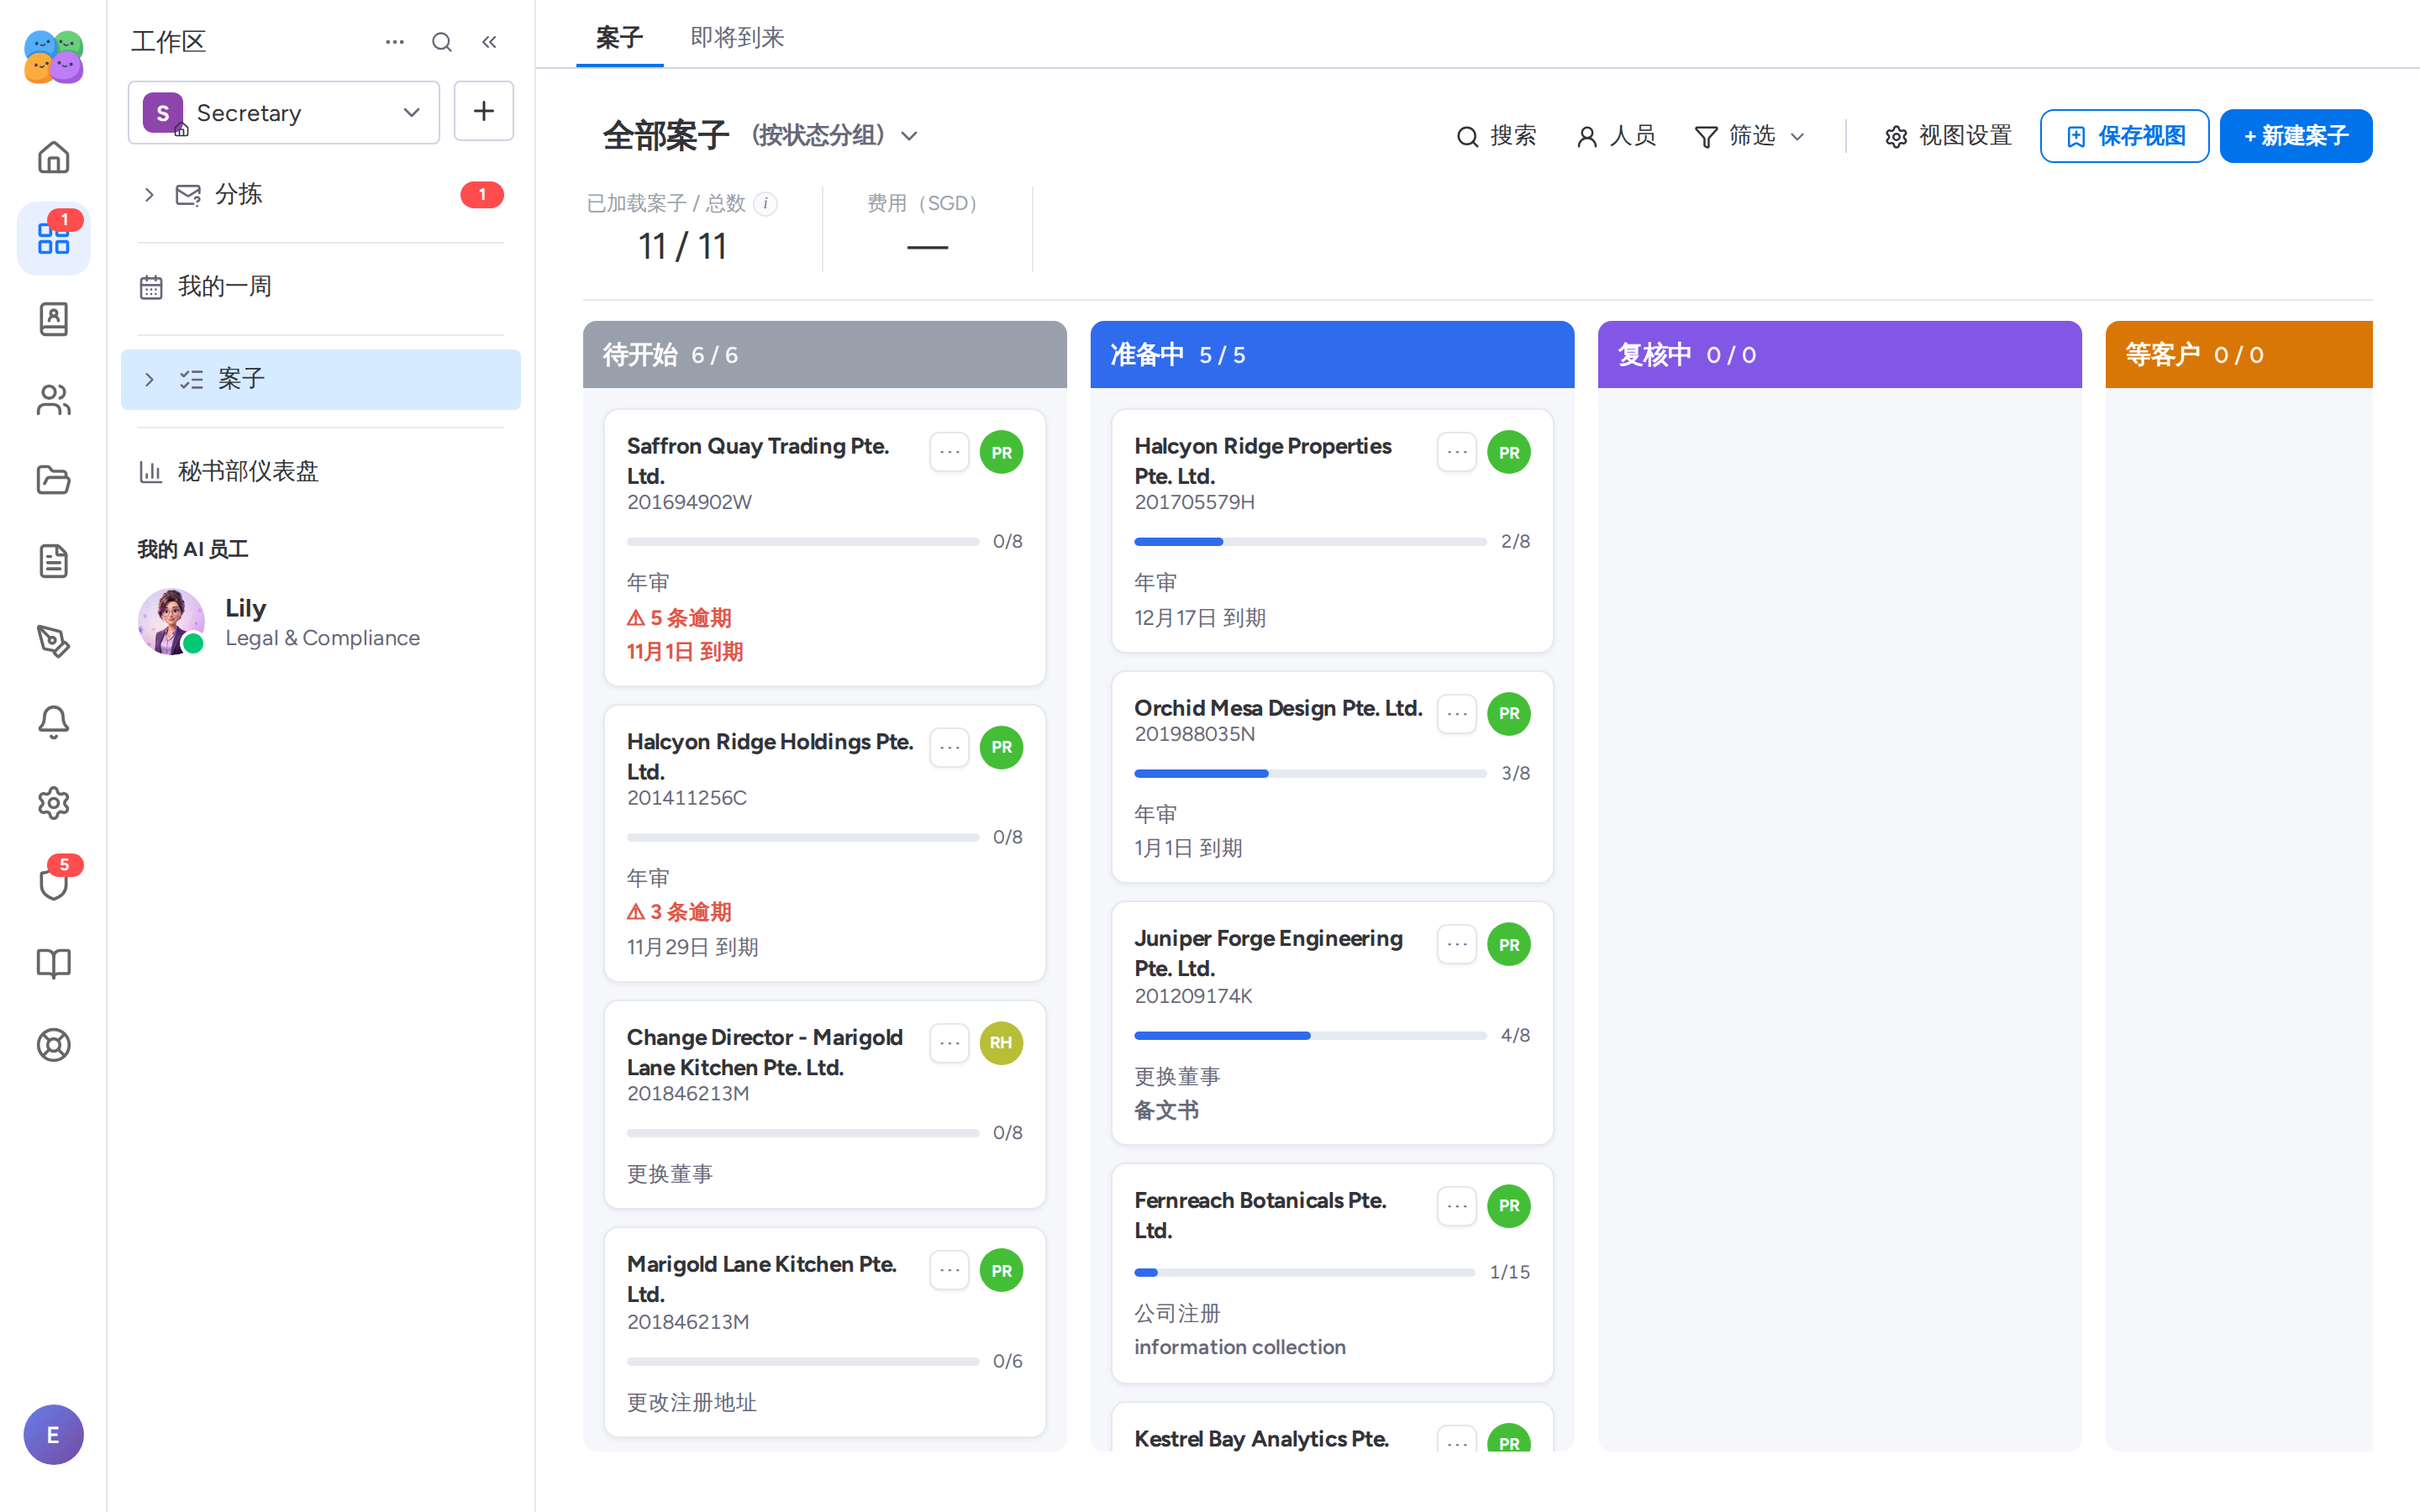 工作区
S Secretary
分拣 1
1
我的一周
案子
秘书部仪表盘
我的 AI 员工
Lily
Legal & Compliance
5
E
案子 即将到来
全部案子 (按状态分组)
搜索 人员 筛选 视图设置 保存视图 + 新建案子
已加载案子 / 总数 i
11 / 11
费用（SGD）
—
待开始 6 / 6
Saffron Quay Trading Pte. Ltd.
PR
201694902W
0/8
年审
⚠ 5 条逾期
11月1日 到期
Halcyon Ridge Holdings Pte. Ltd.
PR
201411256C
0/8
年审
⚠ 3 条逾期
11月29日 到期
Change Director - Marigold Lane Kitchen Pte. Ltd.
RH
201846213M
0/8
更换董事
Marigold Lane Kitchen Pte. Ltd.
PR
201846213M
0/6
更改注册地址
准备中 5 / 5
Halcyon Ridge Properties Pte. Ltd.
PR
201705579H
2/8
年审
12月17日 到期
Orchid Mesa Design Pte. Ltd.
PR
201988035N
3/8
年审
1月1日 到期
Juniper Forge Engineering Pte. Ltd.
PR
201209174K
4/8
更换董事
备文书
Fernreach Botanicals Pte. Ltd.
PR
1/15
公司注册
information collection
Kestrel Bay Analytics Pte.
PR
复核中 0 / 0
等客户 0 / 0